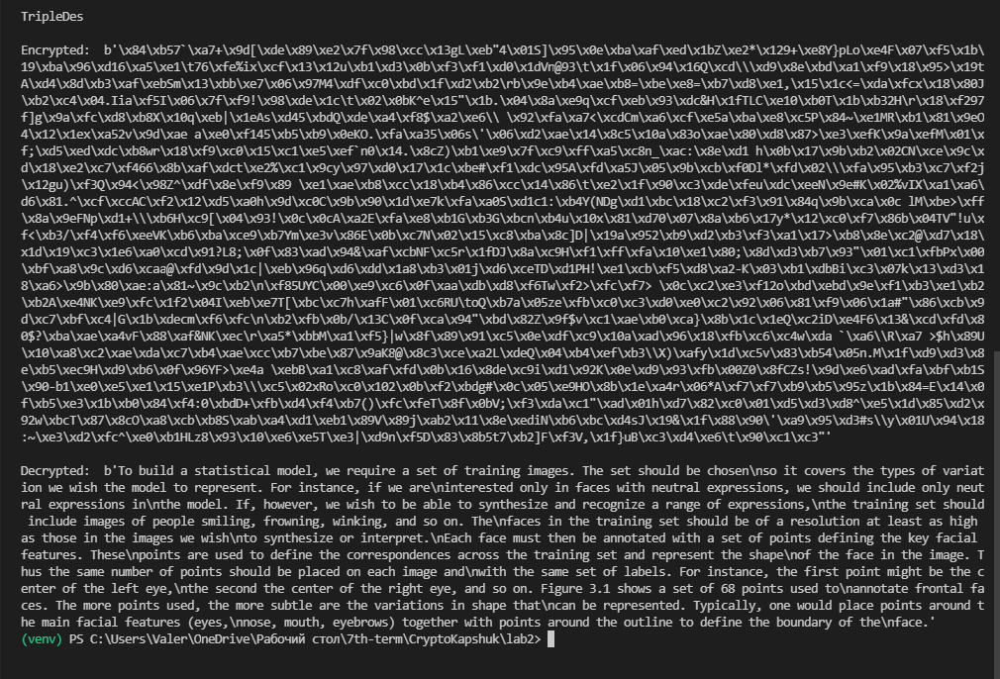 TripleDes
Encrypted:  b'\x84\xb57`\xa7+\x9d[\xde\x89\xe2\x7f\x98\xcc\x13gL\xeb"4\x01S]\x95\x0e\xba\xaf\xed\x1bZ\xe2*\x129+\xe8Y}pLo\xe4F\x07\xf5\x1b\
19\xba\x96\xd16\xa5\xe1\t76\xfe%ix\xcf\x13\x12u\xb1\xd3\x0b\xf3\xf1\xd0\x1dVn@93\t\x1f\x06\x94\x16Q\xcd\\\xd9\x8e\xbd\xa1\xf9\x18\x95>\x19t
A\xd4\x8d\xb3\xaf\xebSm\x13\xbb\xe7\x06\x97M4\xdf\xc0\xbd\x1f\xd2\xb2\rb\x9e\xb4\xae\xb8=\xbe\xe8=\xb7\xd8\xe1,\x15\x1c<=\xda\xfcx\x18\x80J
\xb2\xc4\x04.Iia\xf5I\x06\x7f\xf9!\x98\xde\x1c\t\x02\x0bK^e\x15"\x1b.\x04\x8a\xe9q\xcf\xeb\x93\xdc&H\x1fTLC\xe10\xb0T\x1b\xb32H\r\x18\xf297
f]g\x9a\xfc\xd8\xb8X\x10q\xeb|\x1eAs\xd45\xbdQ\xde\xa4\xf8$\xa2\xe6\\ \x92\xfa\xa7<\xcdCm\xa6\xcf\xe5a\xba\xe8\xc5P\x84~\xe1MR\xb1\x81\x9eO
4\x12\x1ex\xa52v\x9d\xae a\xe0\xf145\xb5\xb9\x0eKO.\xfa\xa35\x06s\'\x06\xd2\xae\x14\x8c5\x10a\x83o\xae\x80\xd8\x87>\xe3\xefK\x9a\xefM\x01\x
f;\xd5\xed\xdc\xb8wr\x18\xf9\xc0\x15\xc1\xe5\xef`n0\x14.\x8cZ)\xb1\xe9\x7f\xc9\xff\xa5\xc8n_\xac:\x8e\xd1 h\x0b\x17\x9b\xb2\x02CN\xce\x9c\x
d\x18\xe2\xc7\xf466\x8b\xaf\xdct\xe2%\xc1\x9cy\x97\xd0\x17\x1c\xbe#\xf1\xdc\x95A\xfd\xa5J\x05\x9b\xcb\xf0Dl*\xfd\x02\\\xfa\x95\xb3\xc7\xf2j
\x12gu)\xf3Q\x94<\x98Z^\xdf\x8e\xf9\x89 \xe1\xae\xb8\xcc\x18\xb4\x86\xcc\x14\x86\t\xe2\x1f\x90\xc3\xde\xfeu\xdc\xeeN\x9e#K\x02%vIX\xa1\xa6\
d6\x81.^\xcf\xccAC\xf2\x12\xd5\xa0h\x9d\xc0C\x9b\x90\x1d\xe7k\xfa\xa0S\xd1c1:\xb4Y(NDg\xd1\xbc\x18\xc2\xf3\x91\x84q\x9b\xca\x0c lM\xbe>\xff
\x8a\x9eFNp\xd1+\\\xb6H\xc9[\x04\x93!\x0c\x0cA\xa2E\xfa\xe8\xb1G\xb3G\xbcn\xb4u\x10x\x81\xd70\x07\x8a\xb6\x17y*\x12\xc0\xf7\x86b\x04TV"!u\x
f<\xb3/\xf4\xf6\xeeVK\xb6\xba\xce9\xb7Ym\xe3v\x86E\x0b\xc7N\x02\x15\xc8\xba\x8c]D|\x19a\x952\xb9\xd2\xb3\xf3\xa1\x17>\xb8\x8e\xc2@\xd7\x18\
x1d\x19\xc3\x1e6\xa0\xcd\x91?L8;\x0f\x83\xad\x94&\xaf\xcbNF\xc5r\x1fDJ\x8a\xc9H\xf1\xff\xfa\x10\xe1\x80;\x8d\xd3\xb7\x93"\x01\xc1\xfbPx\x00
\xbf\xa8\x9c\xd6\xcaa@\xfd\x9d\x1c|\xeb\x96q\xd6\xdd\x1a8\xb3\x01j\xd6\xceTD\xd1PH!\xe1\xcb\xf5\xd8\xa2-K\x03\xb1\xdbBi\xc3\x07k\x13\xd3\x1
8\xa6>\x9b\x80\xae:a\x81~\x9c\xb2\n\xf85UYC\x00\xe9\xc6\x0f\xaa\xdb\xd8\xf6Tw\xf2>\xfc\xf7> \x0c\xc2\xe3\xf12o\xbd\xebd\x9e\xf1\xb3\xe1\xb2
\xb2A\xe4NK\xe9\xfc\x1f2\x04I\xeb\xe7T[\xbc\xc7h\xafF\x01\xc6RU\toQ\xb7a\x05ze\xfb\xc0\xc3\xd0\xe0\xc2\x92\x06\x81\xf9\x06\x1a#"\x86\xcb\x9
d\xc7\xbf\xc4|G\x1b\xdecm\xf6\xfc\n\xb2\xfb\x0b/\x13C\x0f\xca\x94"\xbd\x82Z\x9f$v\xc1\xae\xb0\xca}\x8b\x1c\x1eQ\xc2iD\xe4F6\x13&\xcd\xfd\x8
0$?\xba\xae\xa4vF\x88\xaf&NK\xec\r\xa5*\xbbM\xa1\xf5}|w\x8f\x89\x91\xc5\x0e\xdf\xc9\x10a\xad\x96\x18\xfb\xc6\xc4w\xda `\xa6\\R\xa7 >$h\x89U
\x10\xa8\xc2\xae\xda\xc7\xb4\xae\xcc\xb7\xbe\x87\x9aK8@\x8c3\xce\xa2L\xdeQ\x04\xb4\xef\xb3\\X)\xafy\x1d\xc5v\x83\xb54\x05n.M\x1f\xd9\xd3\x8
e\xb5\xec9H\xd9\xb6\x0f\x96YF>\xe4a \xebB\xa1\xc8\xaf\xfd\x0b\x16\x8de\xc9i\xd1\x92K\x0e\xd9\x93\xfb\x00Z0\x8fCZs!\x9d\xe6\xad\xfa\xbf\xb1S
\x90-b1\xe0\xe5\xe1\x15\xe1P\xb3\\\xc5\x02xRo\xc0\x102\x0b\xf2\xbdg#\x0c\x05\xe9HO\x8b\x1e\xa4r\x06*A\xf7\xf7\xb9\xb5\x95z\x1b\x84=E\x14\x0
f\xb5\xe3\x1b\xb0\x84\xf4:0\xbdD+\xfb\xd4\xf4\xb7()\xfc\xfeT\x8f\x0bV;\xf3\xda\xc1"\xad\x01h\xd7\x82\xc0\x01\xd5\xd3\xd8^\xe5\x1d\x85\xd2\x
92w\xbcT\x87\x8cO\xa8\xcb\xb8S\xab\xa4\xd1\xeb1\x89V\x89j\xab2\x11\x8e\xediN\xb6\xbc\xd4sJ\x19&\x1f\x88\x90\'\xa9\x95\xd3#s\\y\x01U\x94\x18
:~\xe3\xd2\xfc^\xe0\xb1HLz8\x93\x10\xe6\xe5T\xe3|\xd9n\xf5D\x83\x8b5t7\xb2]F\xf3V,\x1f}uB\xc3\xd4\xe6\t\x90\xc1\xc3"'
Decrypted:  b'To build a statistical model, we require a set of training images. The set should be chosen\nso it covers the types of variat
ion we wish the model to represent. For instance, if we are\ninterested only in faces with neutral expressions, we should include only neut
ral expressions in\nthe model. If, however, we wish to be able to synthesize and recognize a range of expressions,\nthe training set should
 include images of people smiling, frowning, winking, and so on. The\nfaces in the training set should be of a resolution at least as high 
as those in the images we wish\nto synthesize or interpret.\nEach face must then be annotated with a set of points defining the key facial 
features. These\npoints are used to define the correspondences across the training set and represent the shape\nof the face in the image. T
hus the same number of points should be placed on each image and\nwith the same set of labels. For instance, the first point might be the c
enter of the left eye,\nthe second the center of the right eye, and so on. Figure 3.1 shows a set of 68 points used to\nannotate frontal fa
ces. The more points used, the more subtle are the variations in shape that\ncan be represented. Typically, one would place points around t
he main facial features (eyes,\nnose, mouth, eyebrows) together with points around the outline to define the boundary of the\nface.'
(venv) PS C:\Users\Valer\OneDrive\Рабочий стол\7th-term\CryptoKapshuk\lab2>